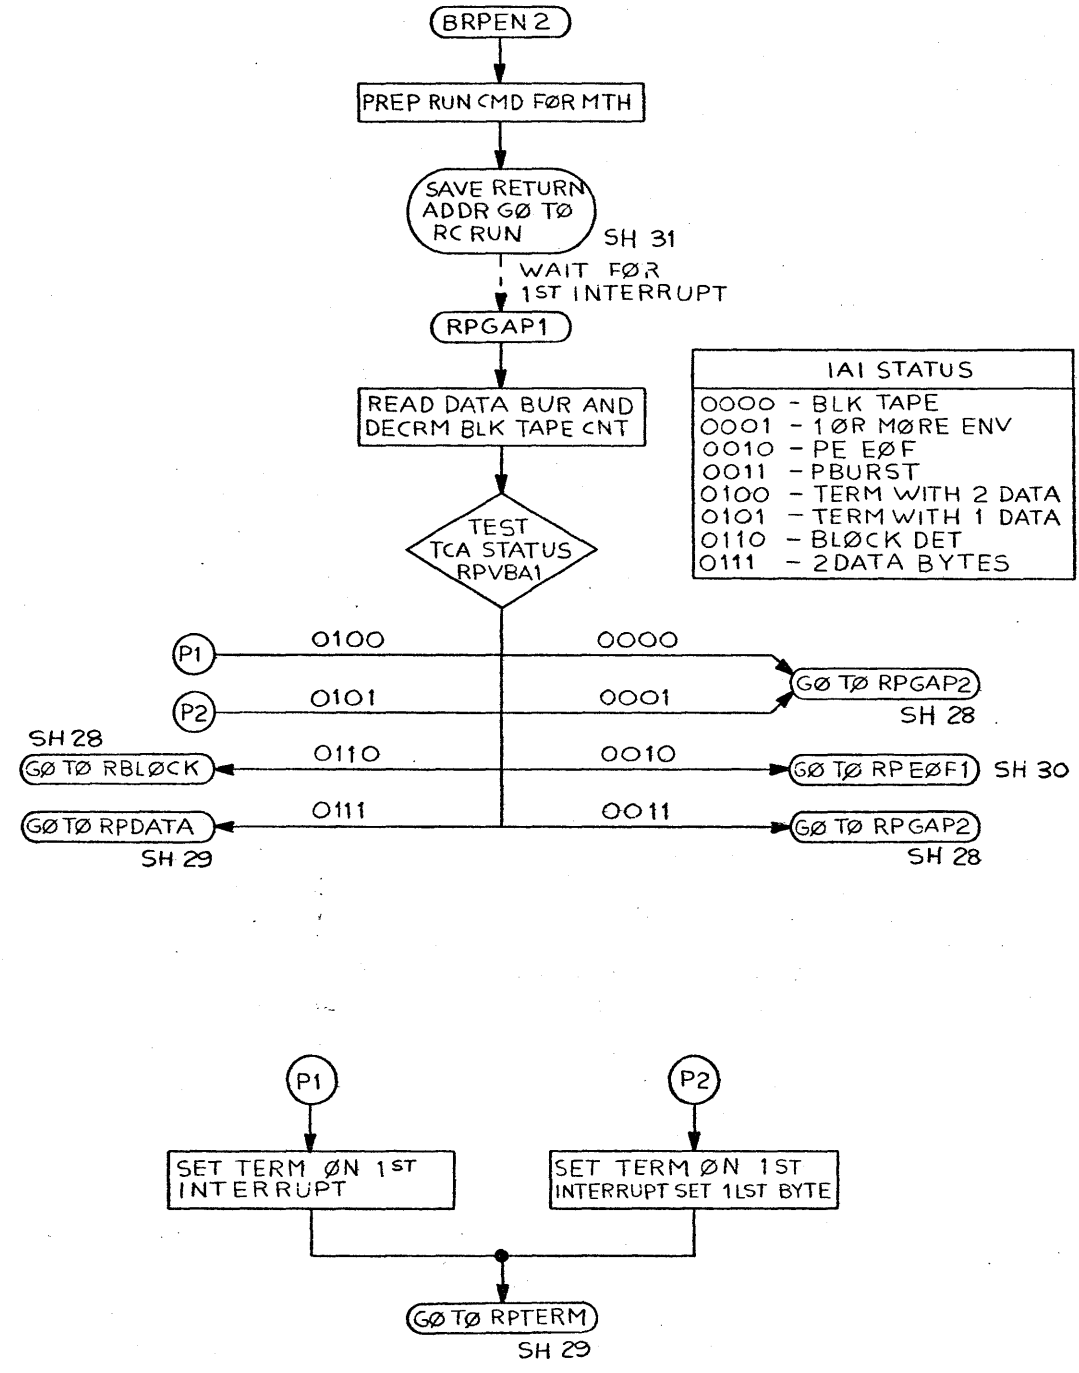 BRPEN 2
PREP RUN CMD FØR MTH
SAVE RETURN
ADDR GØ TØ
RC RUN
SH 31
WAIT FØR
1ST INTERRUPT
RPGAP1
READ DATA BUR AND
DECRM BLK TAPE CNT
IAI STATUS
0000 - BLK TAPE
0001 - 1 ØR MØRE ENV
0010 - PE EØF
0011 - PBURST
0100 - TERM WITH 2 DATA
0101 - TERM WITH 1 DATA
0110 - BLØCK DET
0111 - 2 DATA BYTES
TEST
TCA STATUS
RPVBA1
P1
0100
0000
GØ TØ RPGAP2
SH 28
P2
0101
0001
SH 28
GØ TØ RBLØCK
0110
0010
GØ TØ RPEØF1
SH 30
GØ TØ RPDATA
SH 29
0111
0011
GØ TØ RPGAP2
SH 28
P1
P2
SET TERM ØN 1ST
INTERRUPT
SET TERM ØN 1ST
INTERRUPT SET 1LST BYTE
GØ TØ RPTERM
SH 29